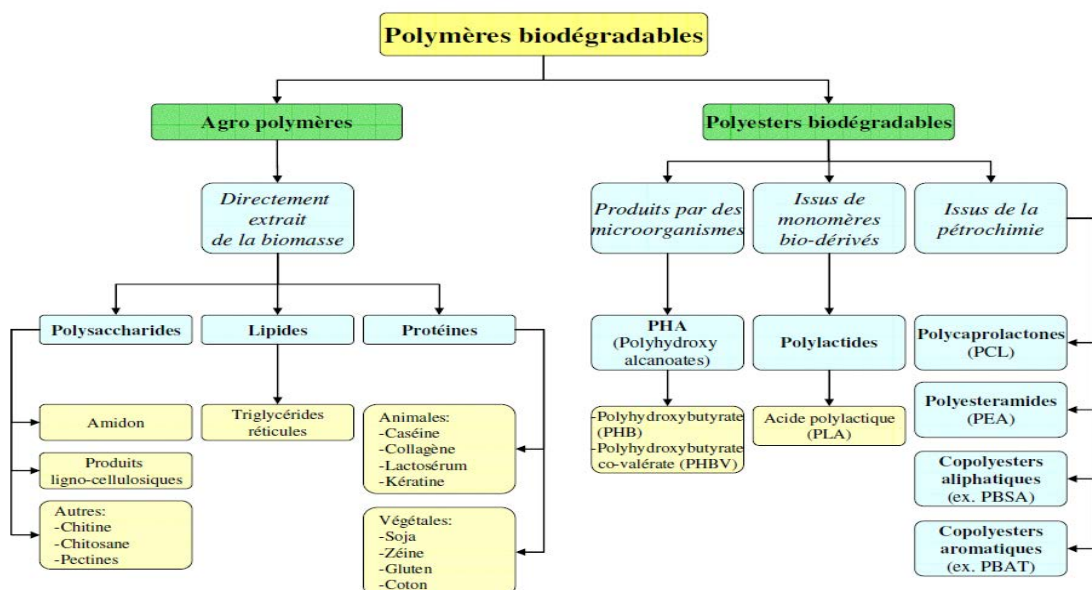 Polymères biodégradables
Agro polymères
Polyesters biodégradables
Directement
extrait
de la biomasse
Produits par des
microorganismes
Issus de
monomères
bio-dérivés
Issus de la
pétrochimie
Polysaccharides
Lipides
Protéines
PHA
(Polyhydroxy
alcanoates)
Polylactides
Polycaprolactones
(PCL)
Amidon
Produits
ligno-cellulosiques
Autres:
-Chitine
-Chitosane
-Pectines
Triglycérides
réticules
Animales:
-Caséine
-Collagène
-Lactosérum
-Kératine
Végétales:
-Soja
-Zéine
-Gluten
-Coton
-Polyhydroxybutyrate
(PHB)
-Polyhydroxybutyrate
co-valérate (PHBV)
Acide polylactique
(PLA)
Polyesteramides
(PEA)
Copolyesters
aliphatiques
(ex. PBSA)
Copolyesters
aromatiques
(ex. PBAT)